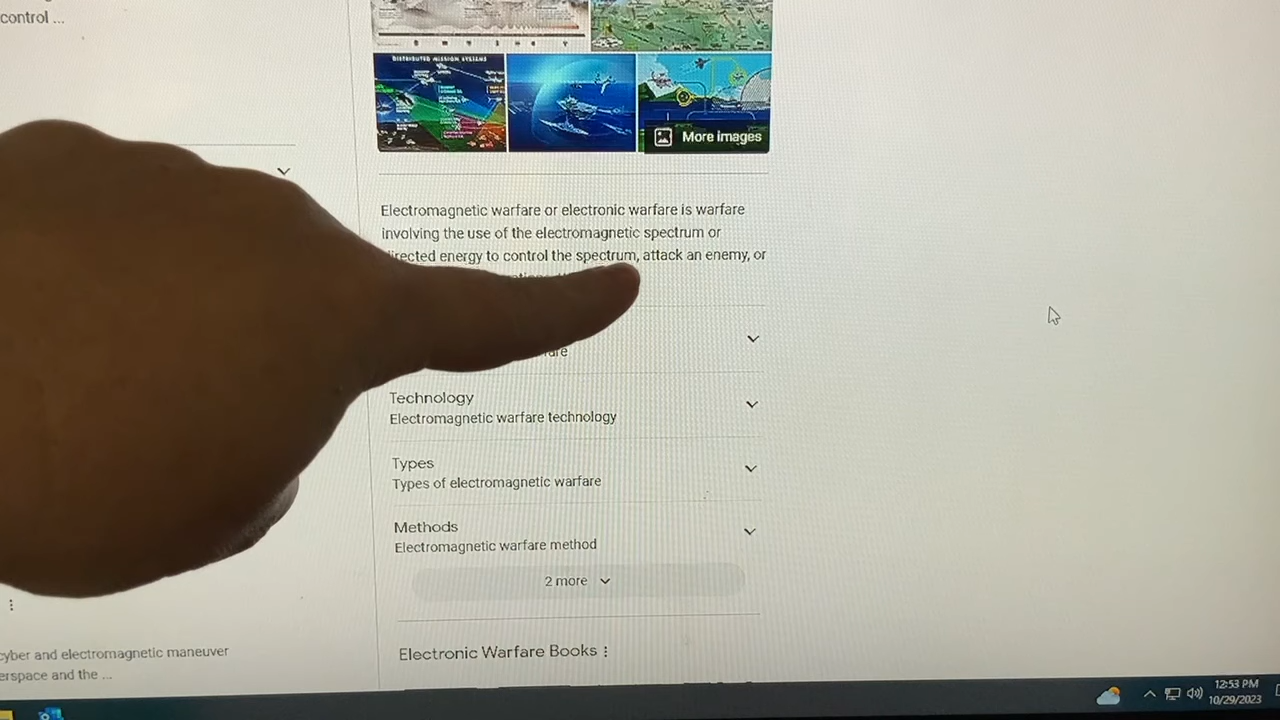 control ...
DISTRIBUTED MISSION SYSTEMS
More images
Electromagnetic warfare or electronic warfare is warfare
involving the use of the electromagnetic spectrum or
energy to control the spectrum, attack an enemy, or
Technology
Electromagnetic warfare technology
Types
Types of electromagnetic warfare
Methods
Electromagnetic warfare method
2 more
Electronic Warfare Books
cyber and electromagnetic maneuver
and the ...
12:53 PM
10/29/2023